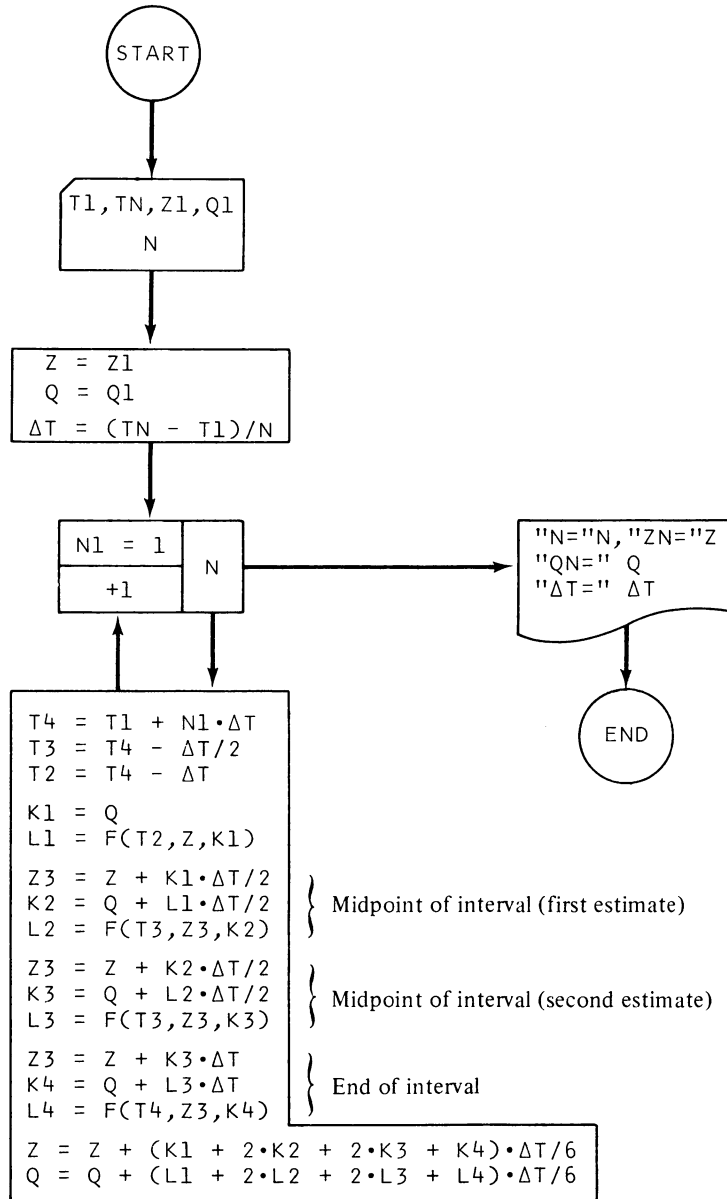 START
T1,TN,Z1,Q1
N
Z = Z1
Q = Q1
ΔT = (TN - T1)/N
N1 = 1
+1
N
"N="N,"ZN="Z
"QN=" Q
"ΔT=" ΔT
END
T4 = T1 + N1•ΔT
T3 = T4 - ΔT/2
T2 = T4 - ΔT
K1 = Q
L1 = F(T2,Z,K1)
Z3 = Z + K1•ΔT/2
K2 = Q + L1•ΔT/2
L2 = F(T3,Z3,K2)
Midpoint of interval (first estimate)
Z3 = Z + K2•ΔT/2
K3 = Q + L2•ΔT/2
L3 = F(T3,Z3,K3)
Midpoint of interval (second estimate)
Z3 = Z + K3•ΔT
K4 = Q + L3•ΔT
L4 = F(T4,Z3,K4)
End of interval
Z = Z + (K1 + 2•K2 + 2•K3 + K4)•ΔT/6
Q = Q + (L1 + 2•L2 + 2•L3 + L4)•ΔT/6